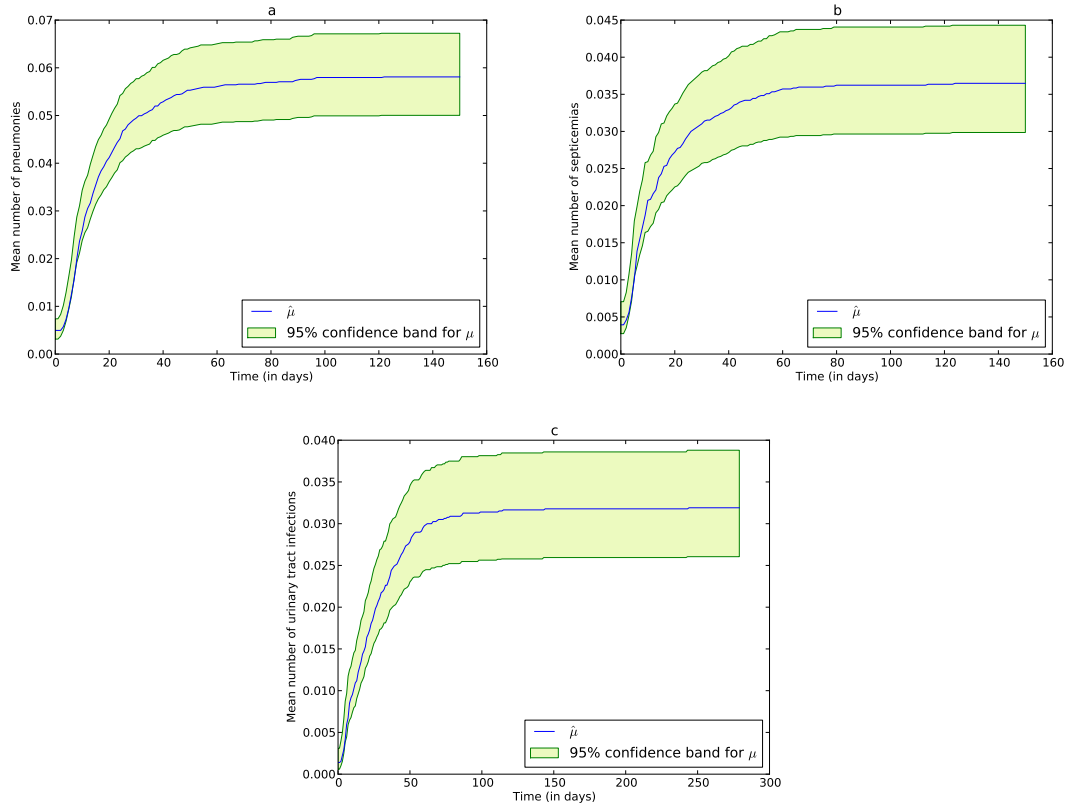 a
0.07
0.06
0.05
0.04
0.03
0.02
0.01
0.00
Mean number of pneumonies
0 20 40 60 80 100 120 140 160
Time (in days)
μ̂
95% confidence band for μ
b
0.045
0.040
0.035
0.030
0.025
0.020
0.015
0.010
0.005
0.000
Mean number of septicemias
0 20 40 60 80 100 120 140 160
Time (in days)
μ̂
95% confidence band for μ
c
0.040
0.035
0.030
0.025
0.020
0.015
0.010
0.005
0.000
Mean number of urinary tract infections
0 50 100 150 200 250 300
Time (in days)
μ̂
95% confidence band for μ